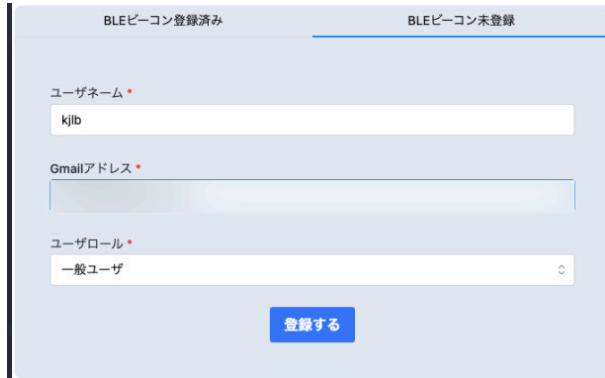 BLEビーコン登録済み
BLEビーコン未登録
ユーザネーム *
kjlb
Gmailアドレス *
ユーザロール *
一般ユーザ
登録する